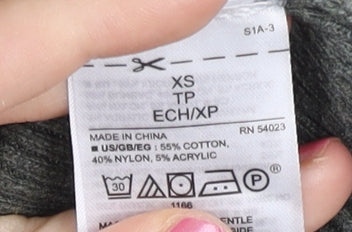 S1A-3
XS
TP
ECH/XP
MADE IN CHINA RN 54023
■ US/GB/EG : 55% COTTON,
40% NYLON, 5% ACRYLIC
30 P ®
1166
GENTLE